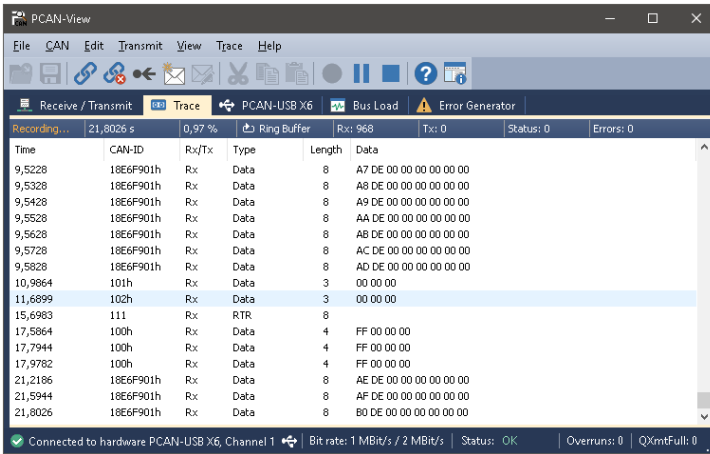 PCAN-View
File CAN Edit Transmit View Trace Help
Receive / Transmit Trace PCAN-USB X6 Bus Load Error Generator
Recording... 21,8026 s 0,97 % Ring Buffer Rx: 968 Tx: 0 Status: 0 Errors: 0
Time CAN-ID Rx/Tx Type Length Data
9,5228 18E6F901h Rx Data 8 A7 DE 00 00 00 00 00 00
9,5328 18E6F901h Rx Data 8 A8 DE 00 00 00 00 00 00
9,5428 18E6F901h Rx Data 8 A9 DE 00 00 00 00 00 00
9,5528 18E6F901h Rx Data 8 AA DE 00 00 00 00 00 00
9,5628 18E6F901h Rx Data 8 AB DE 00 00 00 00 00 00
9,5728 18E6F901h Rx Data 8 AC DE 00 00 00 00 00 00
9,5828 18E6F901h Rx Data 8 AD DE 00 00 00 00 00 00
10,9864 101h Rx Data 3 00 00 00
11,6899 102h Rx Data 3 00 00 00
15,6983 111 Rx RTR 8
17,5864 100h Rx Data 4 FF 00 00 00
17,7944 100h Rx Data 4 FF 00 00 00
17,9782 100h Rx Data 4 FF 00 00 00
21,2186 18E6F901h Rx Data 8 AE DE 00 00 00 00 00 00
21,5944 18E6F901h Rx Data 8 AF DE 00 00 00 00 00 00
21,8026 18E6F901h Rx Data 8 B0 DE 00 00 00 00 00 00
Connected to hardware PCAN-USB X6, Channel 1 Bit rate: 1 MBit/s / 2 MBit/s Status: OK Overruns: 0 QXmtFull: 0